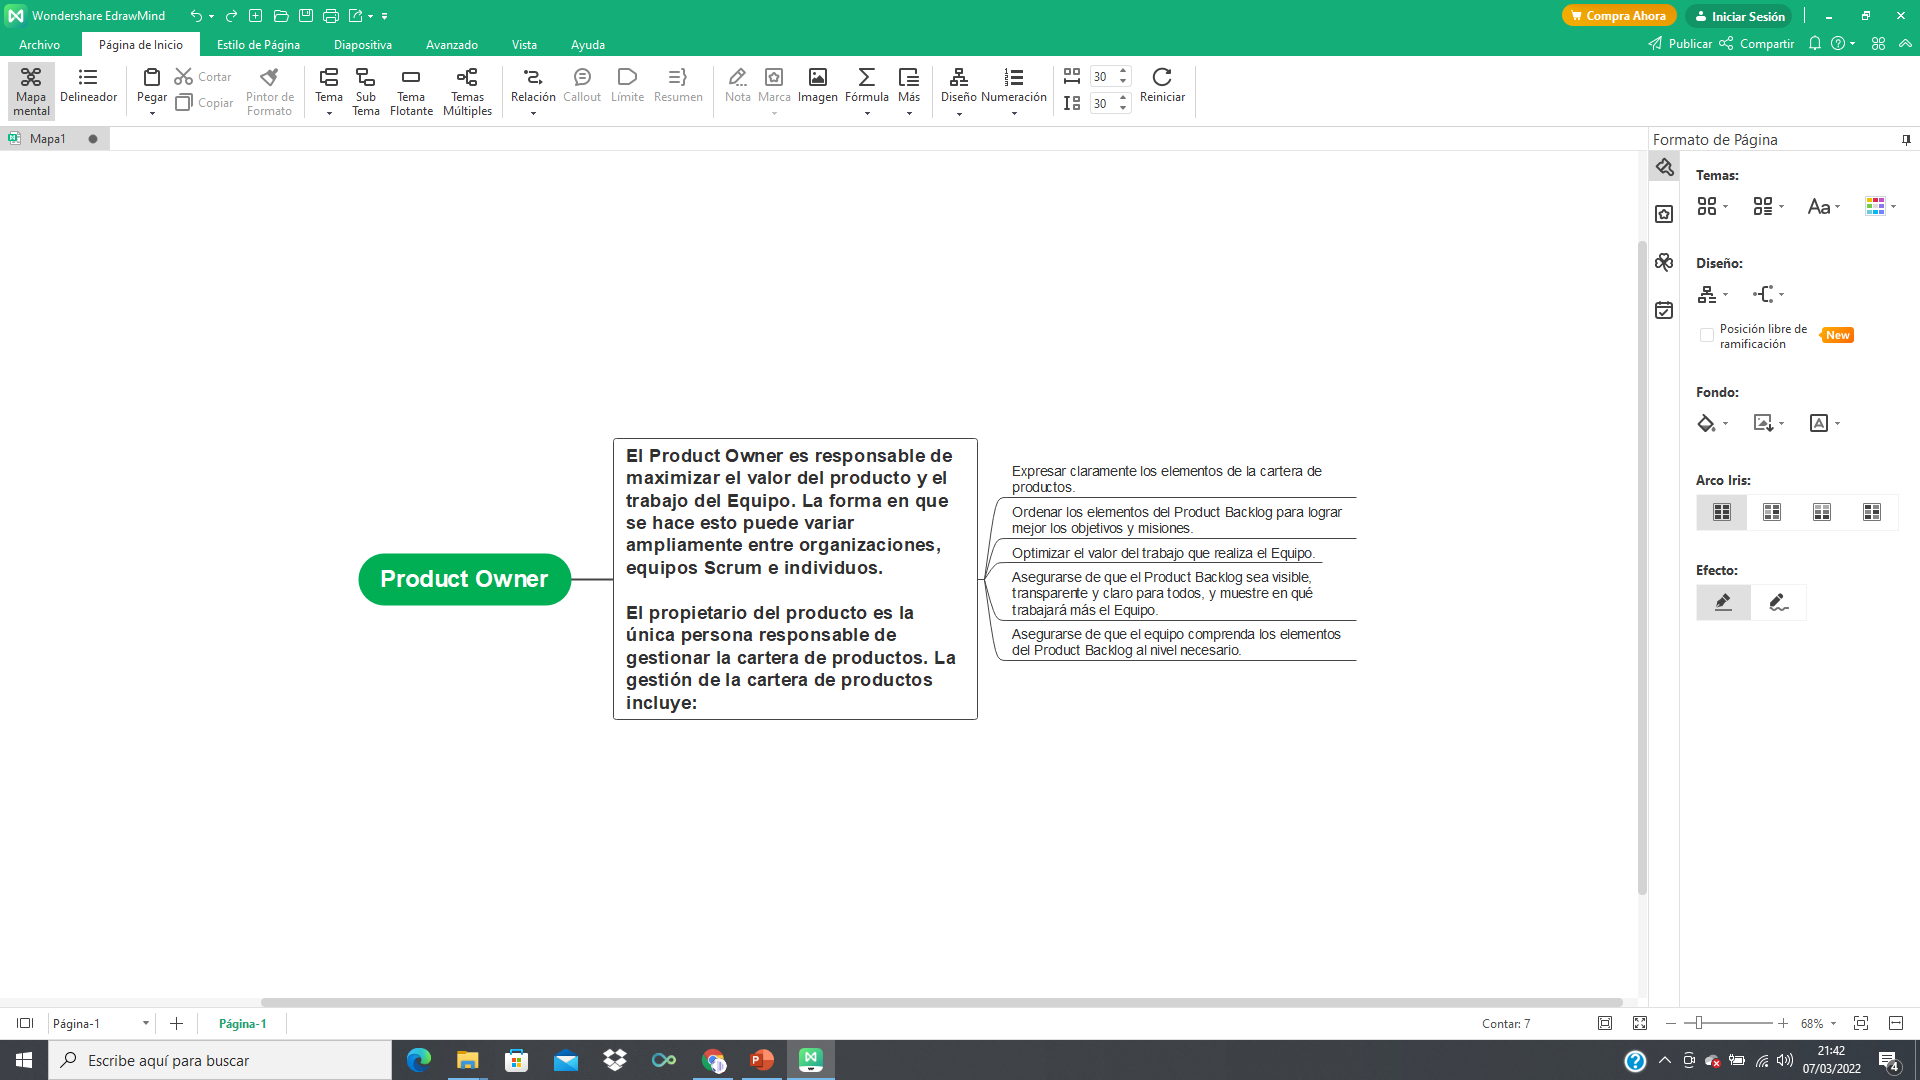 Wondershare EdrawMind
Compra Ahora
Iniciar Sesión
Archivo
Página de Inicio
Estilo de Página
Diapositiva
Avanzado
Vista
Ayuda
Publicar
Compartir
Mapa
mental
Delineador
Pegar
Cortar
Copiar
Pintor de
Formato
Tema
Sub
Tema
Tema
Flotante
Temas
Múltiples
Relación
Callout
Límite
Resumen
Nota
Marca
Imagen
Fórmula
Más
Diseño
Numeración
30
30
Reiniciar
Mapa1
Formato de Página
Temas:
Aa
Diseño:
Posición libre de
ramificación
New
Fondo:
Arco Iris:
Efecto:
Product Owner
El Product Owner es responsable de
maximizar el valor del producto y el
trabajo del Equipo. La forma en que
se hace esto puede variar
ampliamente entre organizaciones,
equipos Scrum e individuos.
El propietario del producto es la
única persona responsable de
gestionar la cartera de productos. La
gestión de la cartera de productos
incluye:
Expresar claramente los elementos de la cartera de
productos.
Ordenar los elementos del Product Backlog para lograr
mejor los objetivos y misiones.
Optimizar el valor del trabajo que realiza el Equipo.
Asegurarse de que el Product Backlog sea visible,
transparente y claro para todos, y muestre en qué
trabajará más el Equipo.
Asegurarse de que el equipo comprenda los elementos
del Product Backlog al nivel necesario.
Página-1
Página-1
Contar: 7
68%
Escribe aquí para buscar
21:42
07/03/2022
4